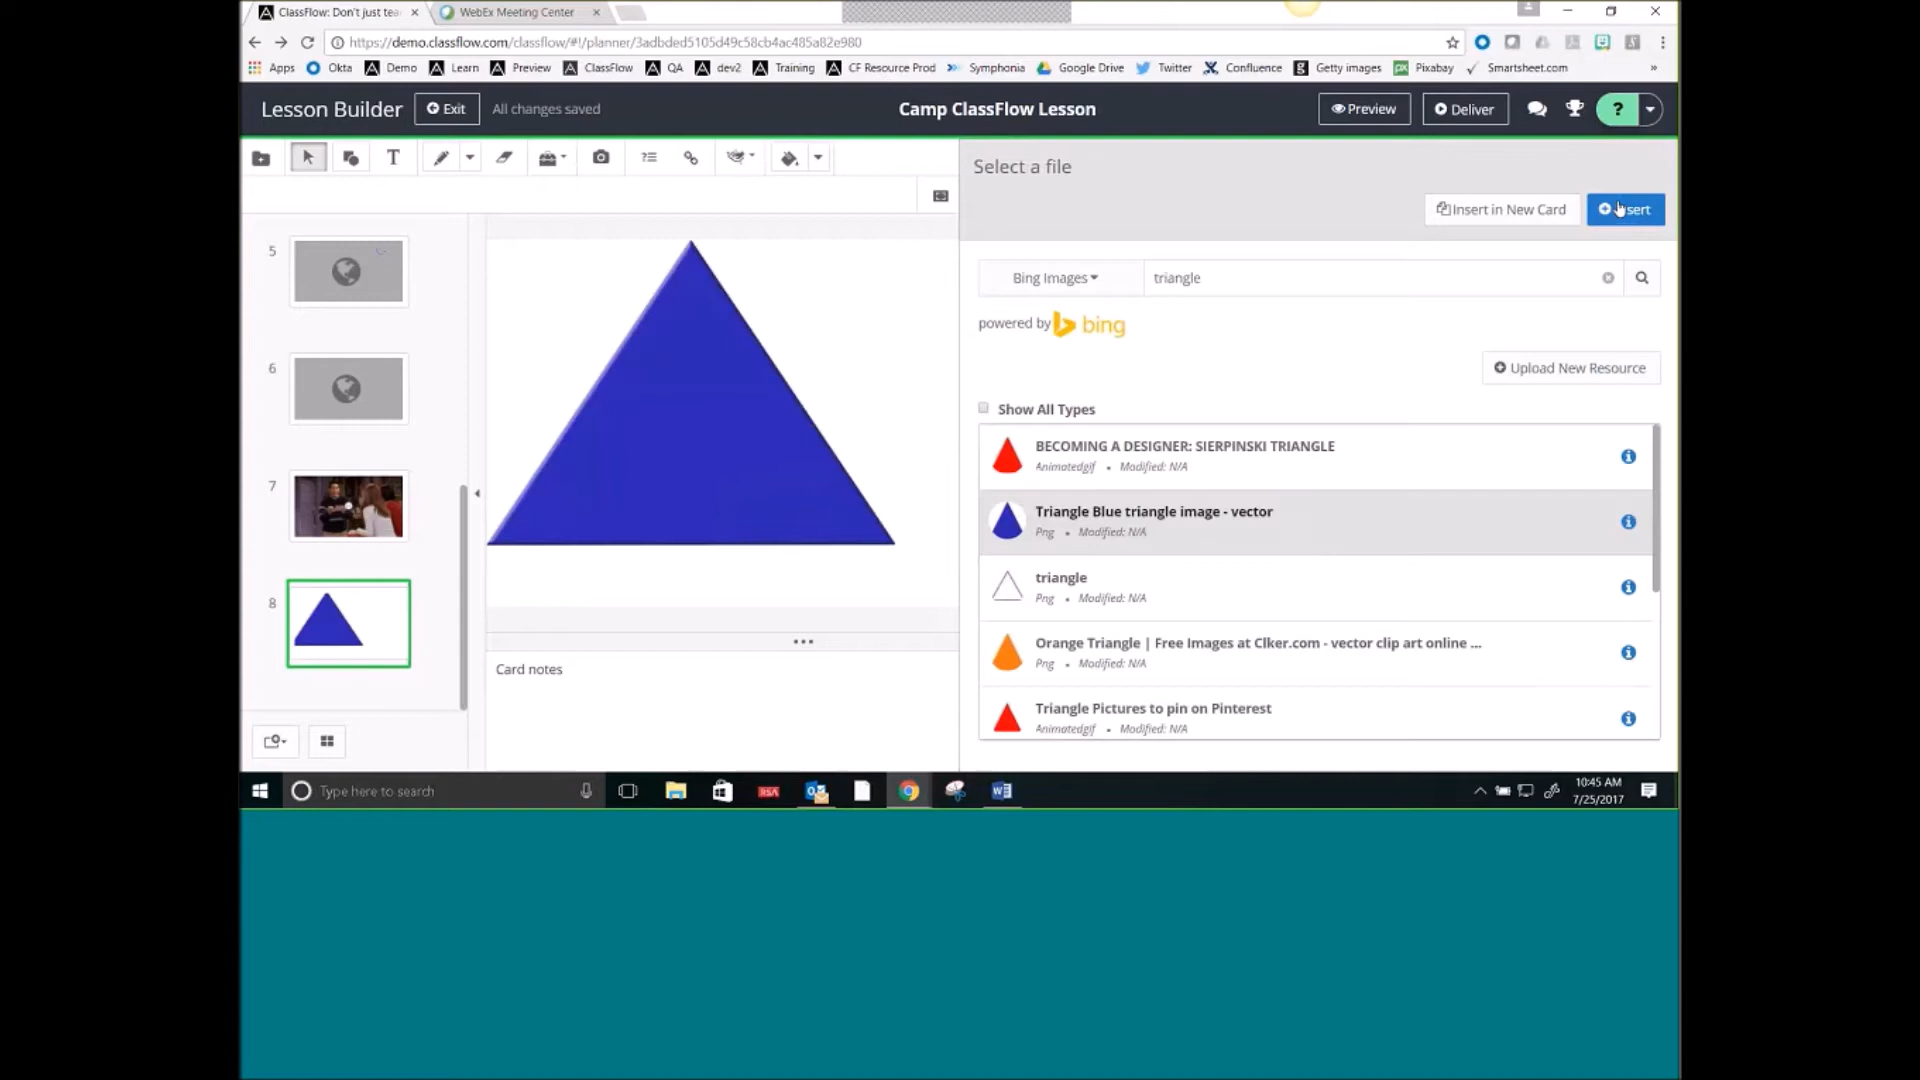 ClassFlow: Don't just tea
WebEx Meeting Center
https://demo.classflow.com/classflow/#!/planner/3adbded5105d49c58cb4ac485a82e980
Apps Okta Demo Learn Preview ClassFlow QA dev2 Training CF Resource Prod Symphonia Google Drive Twitter Confluence Getty images Pixabay Smartsheet.com »
Lesson Builder Exit All changes saved Camp ClassFlow Lesson Preview Deliver ?
T
Select a file
Insert in New Card
Bing Images triangle
powered by bing
Upload New Resource
Show All Types
BECOMING A DESIGNER: SIERPINSKI TRIANGLE
Animatedgif • Modified: N/A
Triangle Blue triangle image - vector
Png • Modified: N/A
triangle
Png • Modified: N/A
Orange Triangle | Free Images at Clker.com - vector clip art online ...
Png • Modified: N/A
Triangle Pictures to pin on Pinterest
Animatedgif • Modified: N/A
5
6
7
8
Card notes
Type here to search
RSA
10:45 AM
7/25/2017